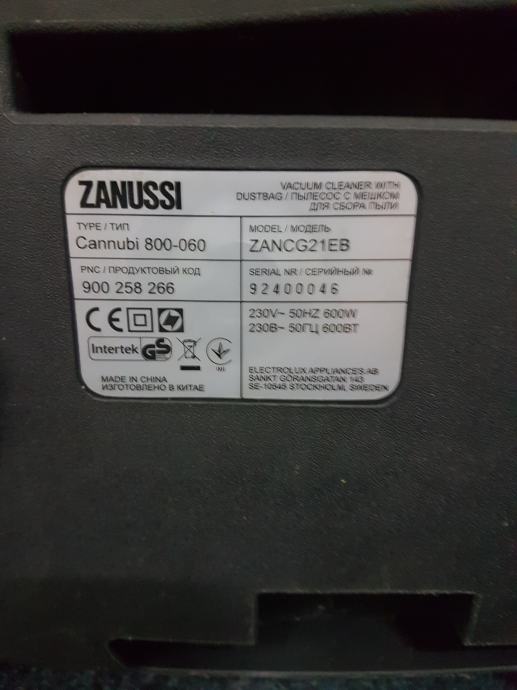 ZANUSSI
VACUUM CLEANER WITH
DUSTBAG / ПЫЛЕСОС С МЕШКОМ
ДЛЯ СБОРА ПЫЛИ
TYPE / ТИП
Cannubi 800-060
MODEL / МОДЕЛЬ
ZANCG21EB
PNC / ПРОДУКТОВЫЙ КОД
900 258 266
SERIAL NR / СЕРИЙНЫЙ №
92400046
CE
230V~ 50HZ 600W
230В~ 50ГЦ 600ВТ
Intertek GS
MADE IN CHINA
ИЗГОТОВЛЕНО В КИТАЕ
ELECTROLUX APPLIANCES AB
SANKT GÖRANSGATAN 143
SE-10545 STOCKHOLM, SWEDEN